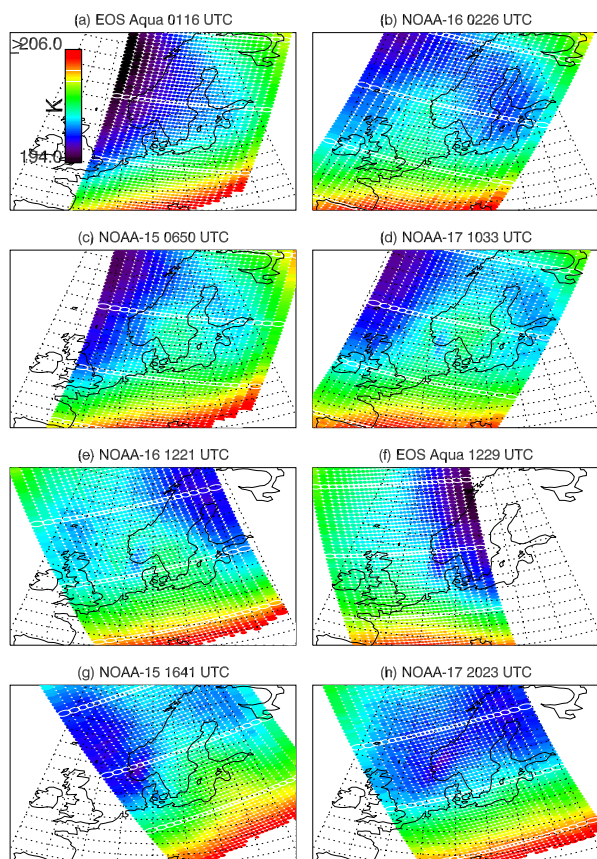 (a) EOS Aqua 0116 UTC
(b) NOAA-16 0226 UTC
≥206.0
K
194.0
(c) NOAA-15 0650 UTC
(d) NOAA-17 1033 UTC
(e) NOAA-16 1221 UTC
(f) EOS Aqua 1229 UTC
(g) NOAA-15 1641 UTC
(h) NOAA-17 2023 UTC